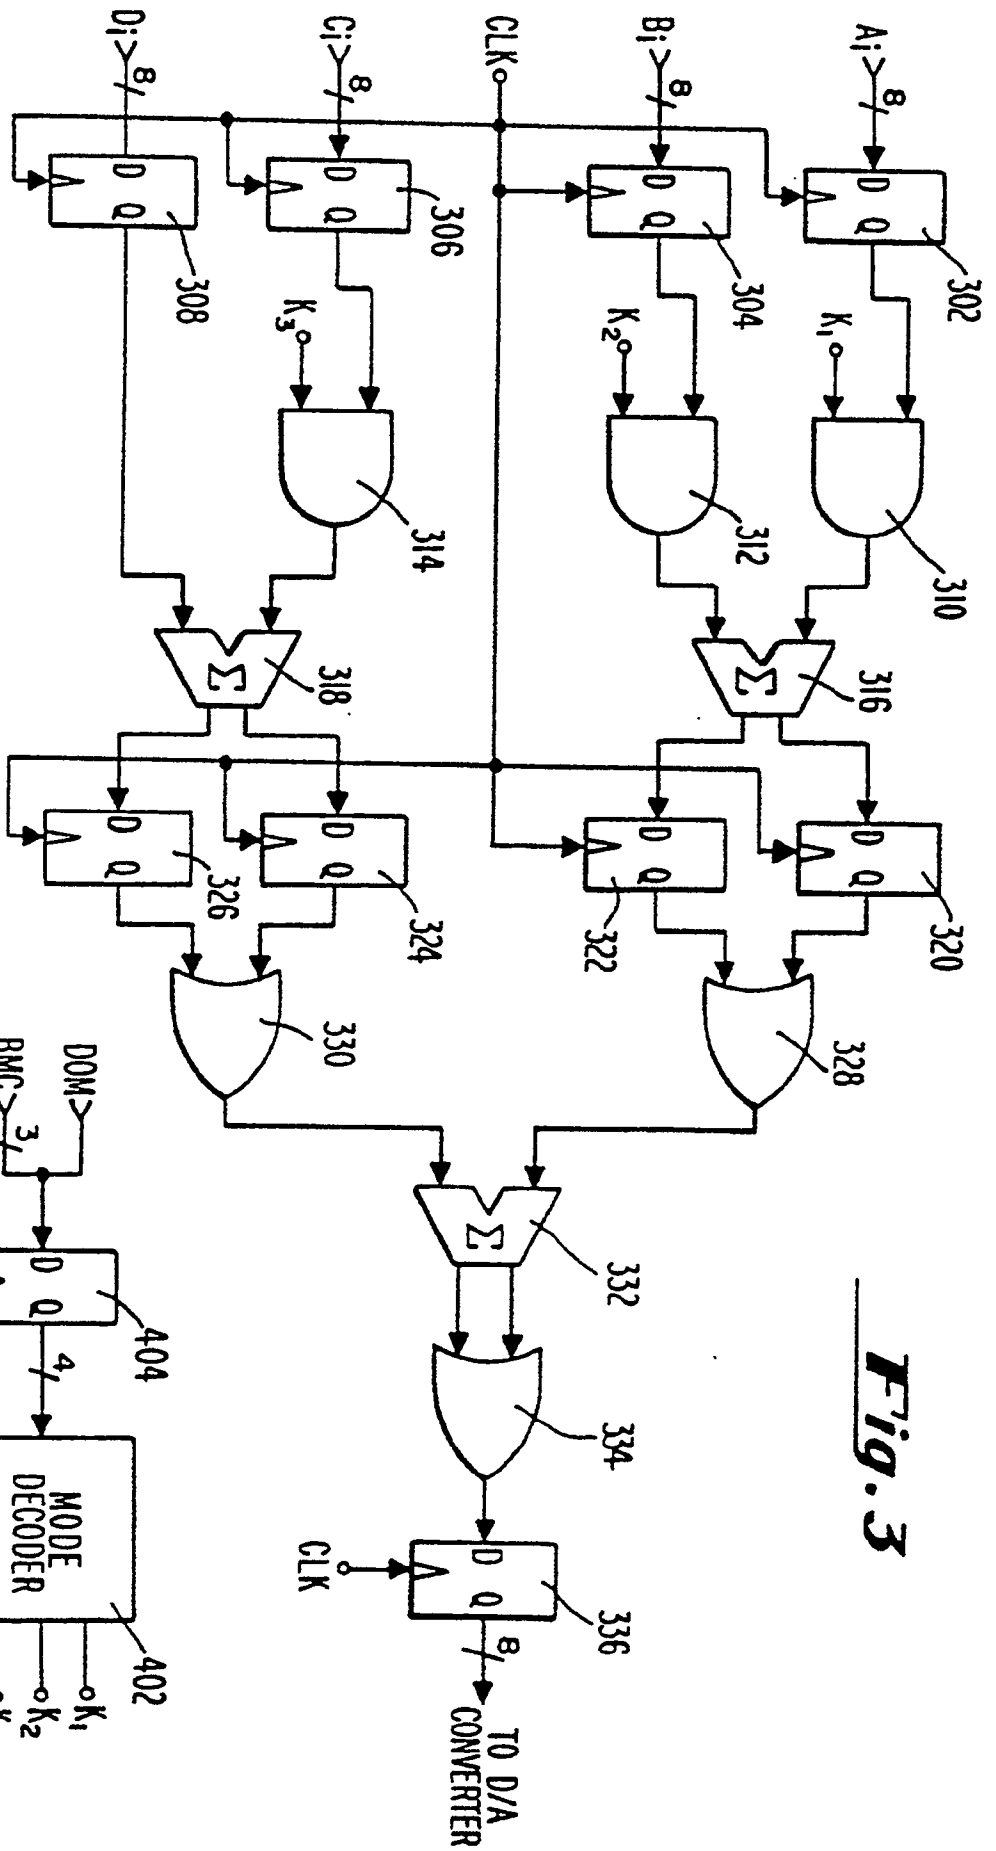 Fig. 3
Ai
8
D
Q
302
K1
310
Bi
8
D
Q
304
K2
312
Σ
316
D
Q
320
D
Q
322
328
CLK
Ci
8
D
Q
306
K3
314
Di
8
D
Q
308
Σ
318
D
Q
324
D
Q
326
330
Σ
332
334
CLK
D
Q
336
8
TO D/A
CONVERTER
DOM
3
D
Q
404
4
MODE
DECODER
402
K1
K2